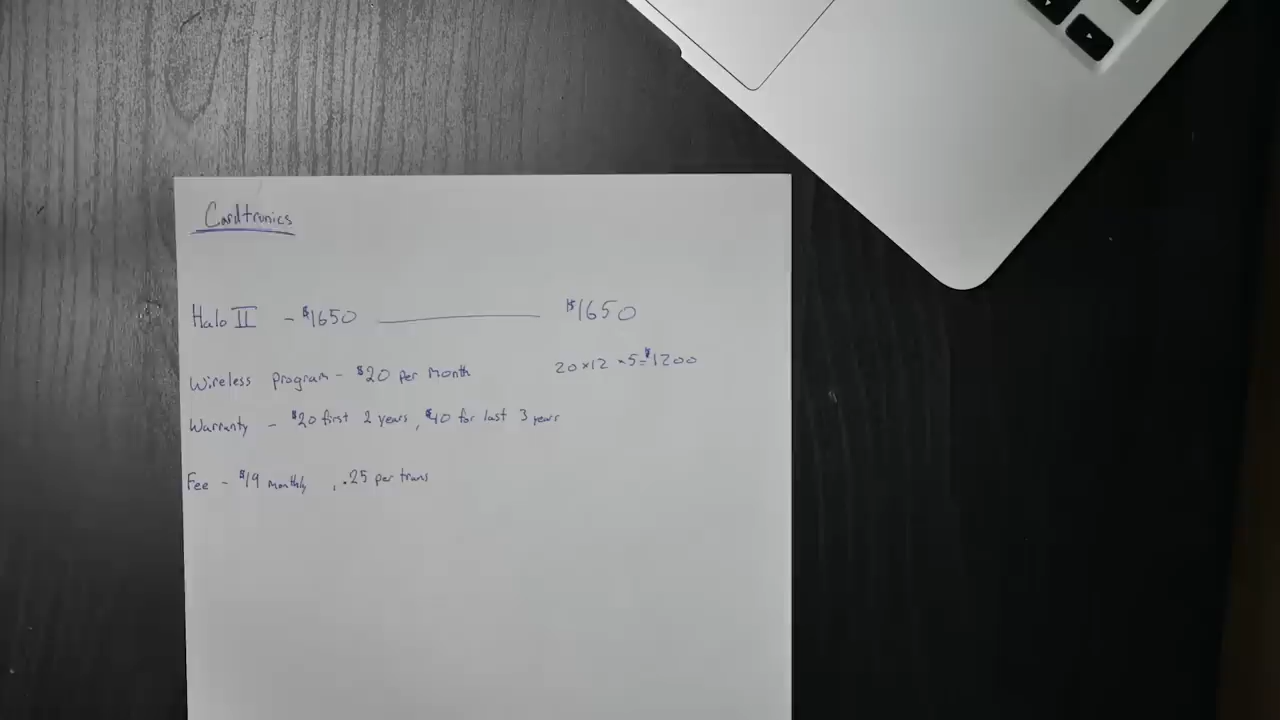 Cardtronics
Halo II - $1650 $1650
Wireless program - $20 per month 20×12×5=$1200
Warranty - $20 first 2 years, $40 for last 3 years
Fee - $19 monthly, .25 per trans